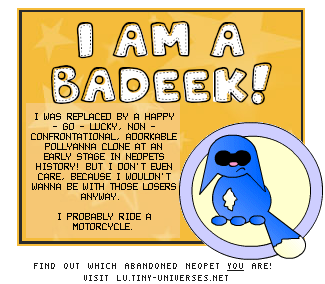 I AM A
BADEEK!
I WAS REPLACED BY A HAPPY
- GO - LUCKY, NON -
CONFRONTATIONAL, ADORKABLE
POLLYANNA CLONE AT AN
EARLY STAGE IN NEOPETS
HISTORY! BUT I DON'T EVEN
CARE, BECAUSE I WOULDN'T
WANNA BE WITH THOSE LOSERS
ANYWAY.
I PROBABLY RIDE A
MOTORCYCLE.
FIND OUT WHICH ABANDONED NEOPET YOU ARE!
VISIT LU.TINY-UNIVERSES.NET